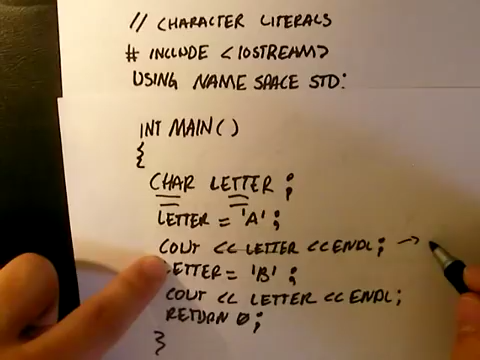 // CHARACTER LITERALS
# INCLUDE <IOSTREAM>
USING NAME SPACE STD:
INT MAIN()
{
CHAR LETTER ;
LETTER = 'A' ;
COUT << LETTER << ENDL; →
LETTER = 'B' ;
COUT << LETTER << ENDL;
RETURN 0;
}